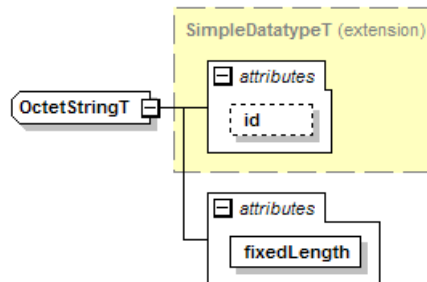 SimpleDatatypeT (extension)
attributes
OctetStringT
id
attributes
fixedLength